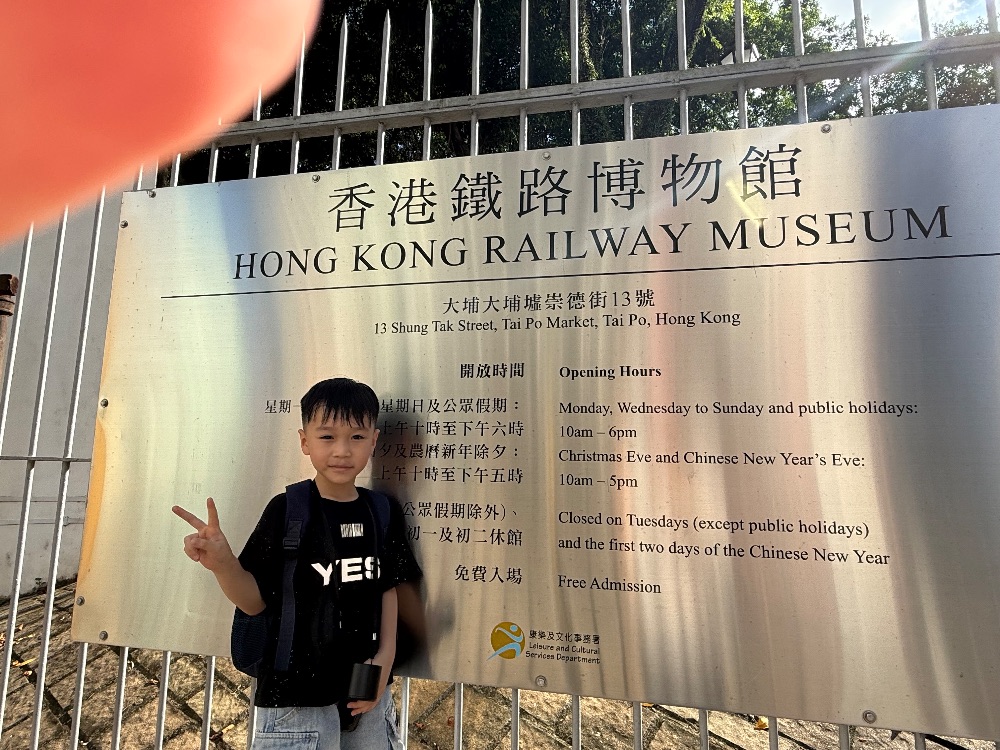 香港鐵路博物館
HONG KONG RAILWAY MUSEUM
大埔大埔墟崇德街13號
13 Shung Tak Street, Tai Po Market, Tai Po, Hong Kong
開放時間
Opening Hours
星期一 星期日及公眾假期：
上午十時至下午六時
夕及農曆新年除夕：
上午十時至下午五時
公眾假期除外)、
初一及初二休館
免費入場
Monday, Wednesday to Sunday and public holidays:
10am – 6pm
Christmas Eve and Chinese New Year's Eve:
10am – 5pm
Closed on Tuesdays (except public holidays)
and the first two days of the Chinese New Year
Free Admission
康樂及文化事務署
Leisure and Cultural
Services Department
YES